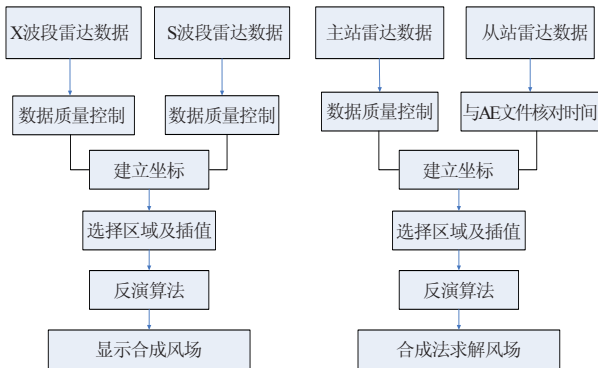 X波段雷达数据
S波段雷达数据
数据质量控制
数据质量控制
建立坐标
选择区域及插值
反演算法
显示合成风场
主站雷达数据
从站雷达数据
数据质量控制
与AE文件核对时间
建立坐标
选择区域及插值
反演算法
合成法求解风场